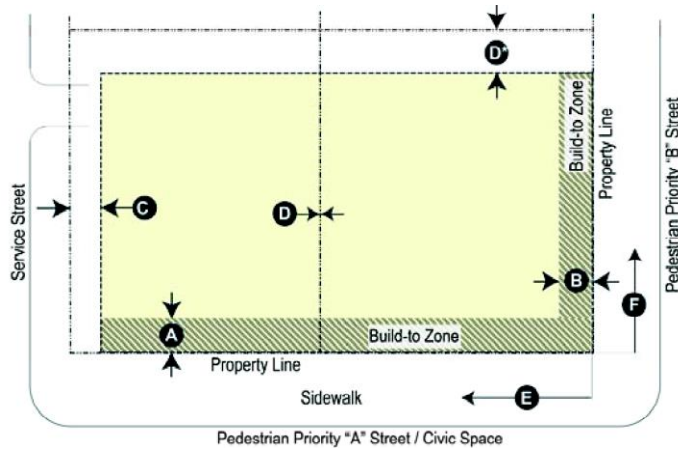 D*
Build-to Zone
Property Line
Pedestrian Priority "B" Street
Service Street
C
D
B
F
A
Build-to Zone
Property Line
Sidewalk
E
Pedestrian Priority "A" Street / Civic Space